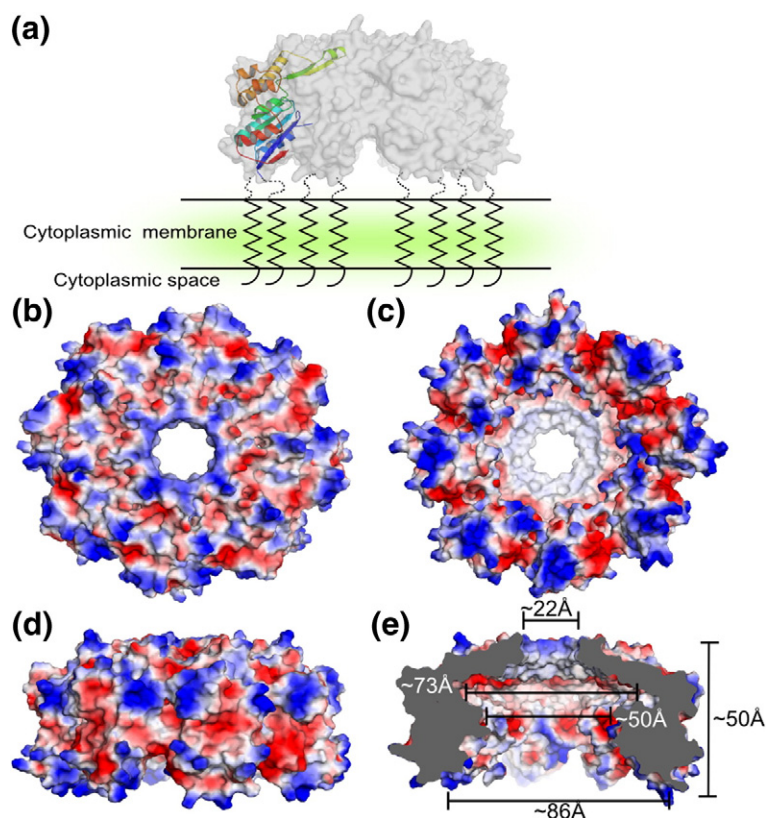 (a)
Cytoplasmic membrane
Cytoplasmic space
(b)
(c)
(d)
(e)
~22Å
~73Å
~50Å
~50Å
~86Å